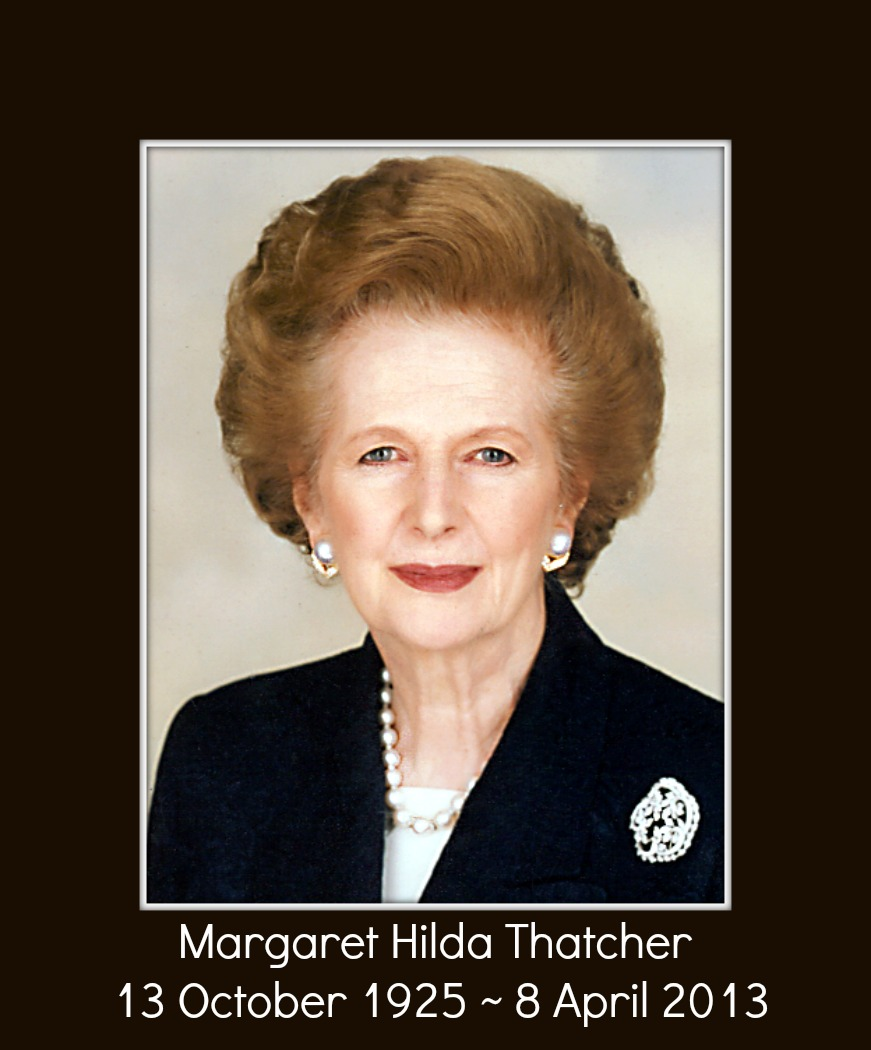 Margaret Hilda Thatcher
13 October 1925 ~ 8 April 2013